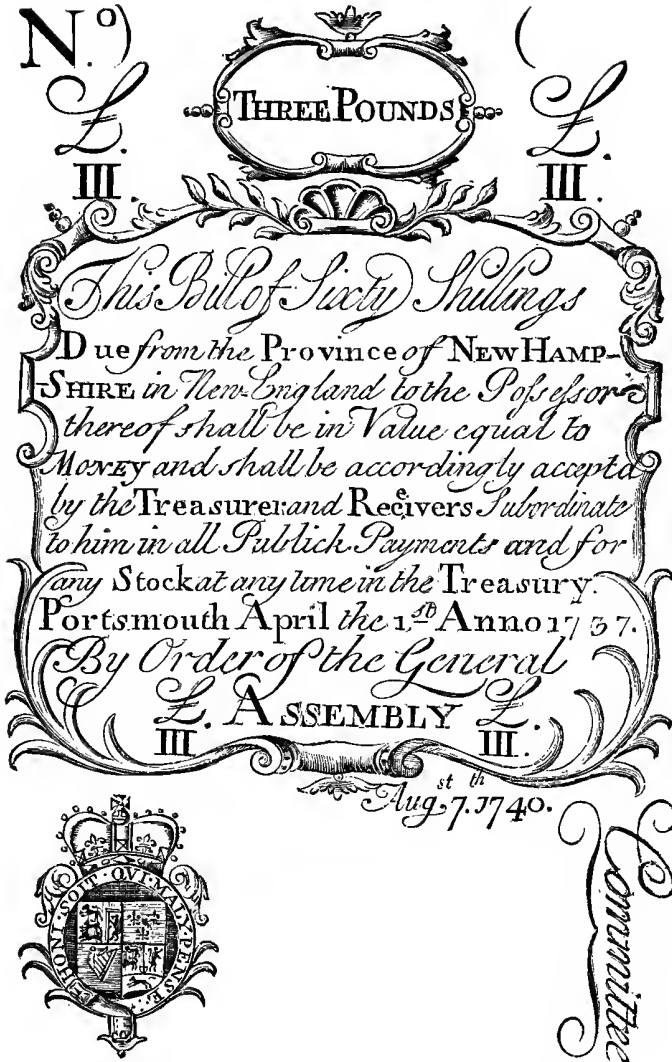 N.º) (
£. THREE POUNDS £.
III. III.
This Bill of Sixty Shillings
Due from the Province of NEW HAMP-
SHIRE in New-England to the Poſseſsor
thereof shall be in Value equal to
MONEY and shall be accordingly accepted
by the Treasurer and Receivers Subordinate
to him in all Publick Payments and for
any Stock at any time in the Treasury.
Portsmouth April the 1.st Anno 1737.
By Order of the General
£. ASSEMBLY £.
III III.
Augst 7.th 1740.
HONI · SOIT · QVI · MAL Y · PENSE
Committee